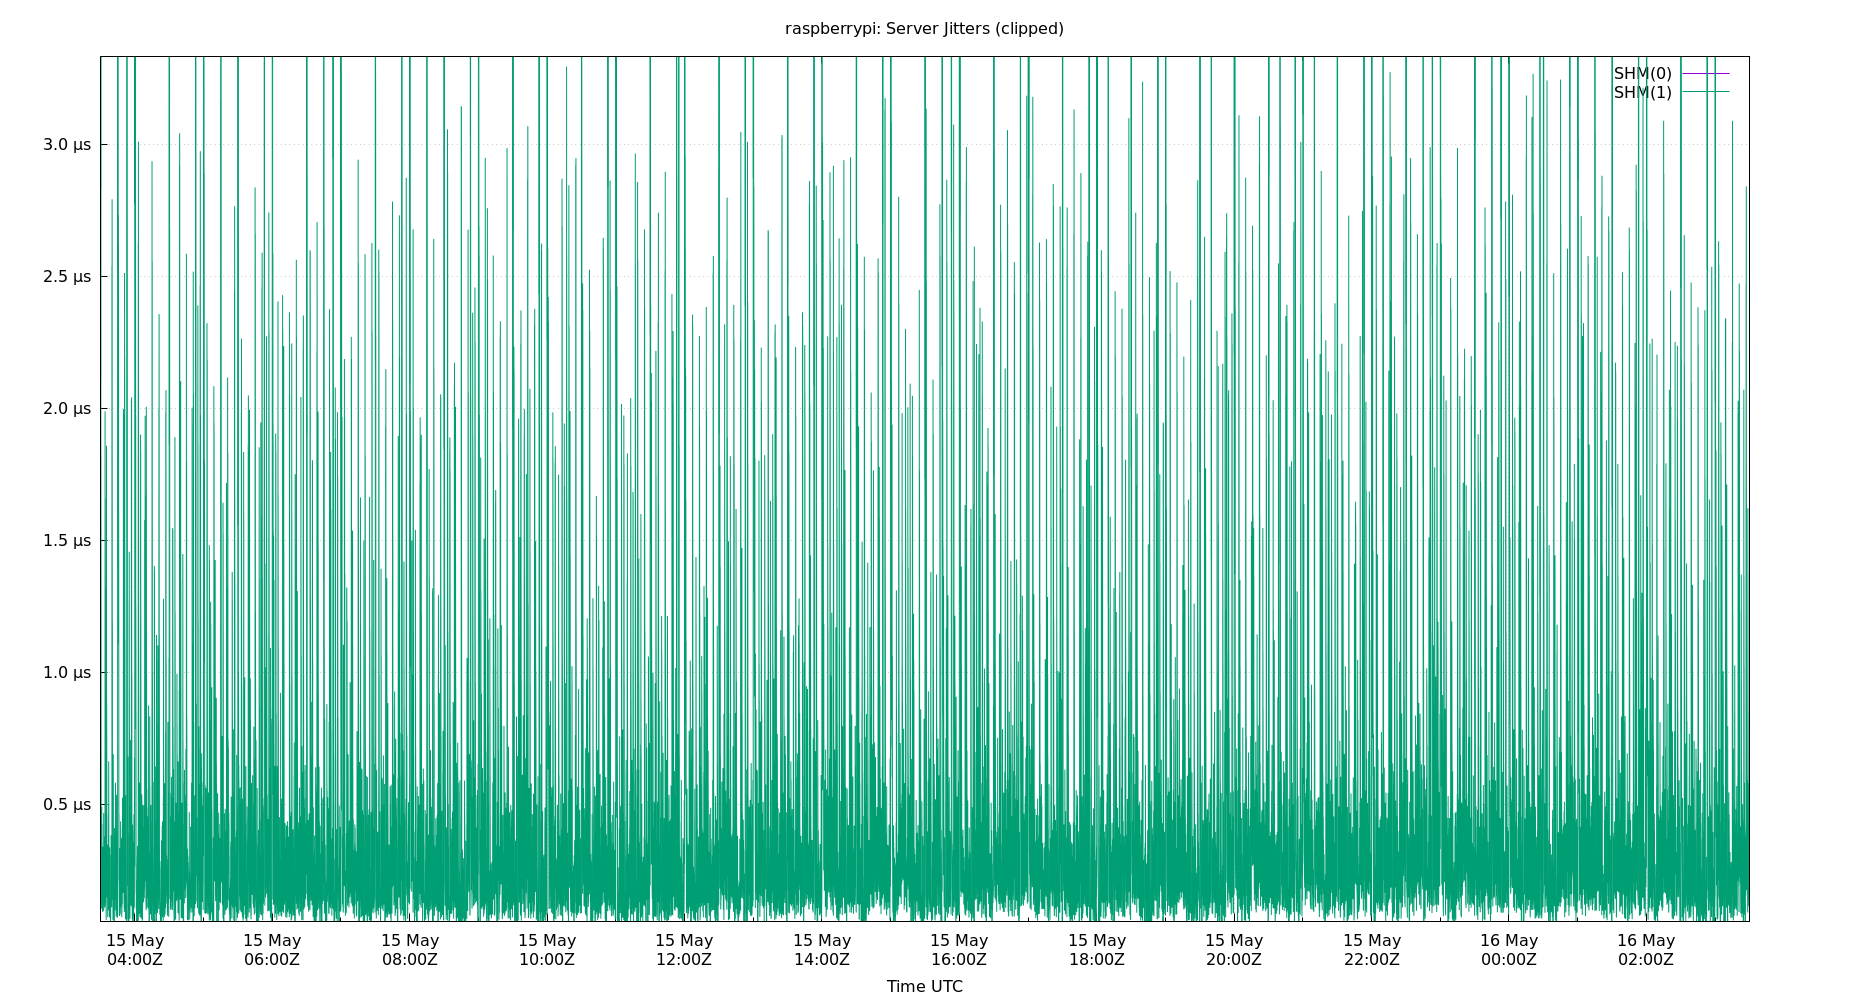 raspberrypi: Server Jitters (clipped)
SHM(0)
SHM(1)
3.0 µs
2.5 µs
2.0 µs
1.5 µs
1.0 µs
0.5 µs
15 May 15 May 15 May 15 May 15 May 15 May 15 May 15 May 15 May 15 May 16 May 16 May
04:00Z 06:00Z 08:00Z 10:00Z 12:00Z 14:00Z 16:00Z 18:00Z 20:00Z 22:00Z 00:00Z 02:00Z
Time UTC